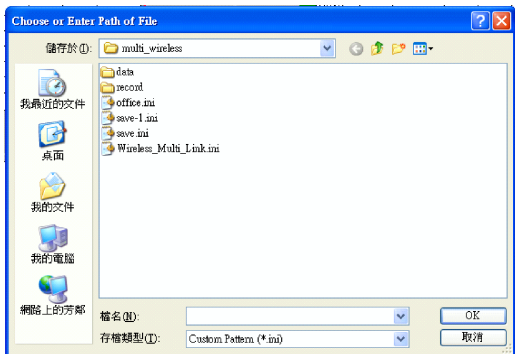 Choose or Enter Path of File
儲存於(I):
multi_wireless
data
record
office.ini
save-1.ini
save.ini
Wireless_Multi_Link.ini
我最近的文件
桌面
我的文件
我的電腦
網路上的芳鄰
檔名(N):
OK
存檔類型(T):
Custom Pattern (*.ini)
取消